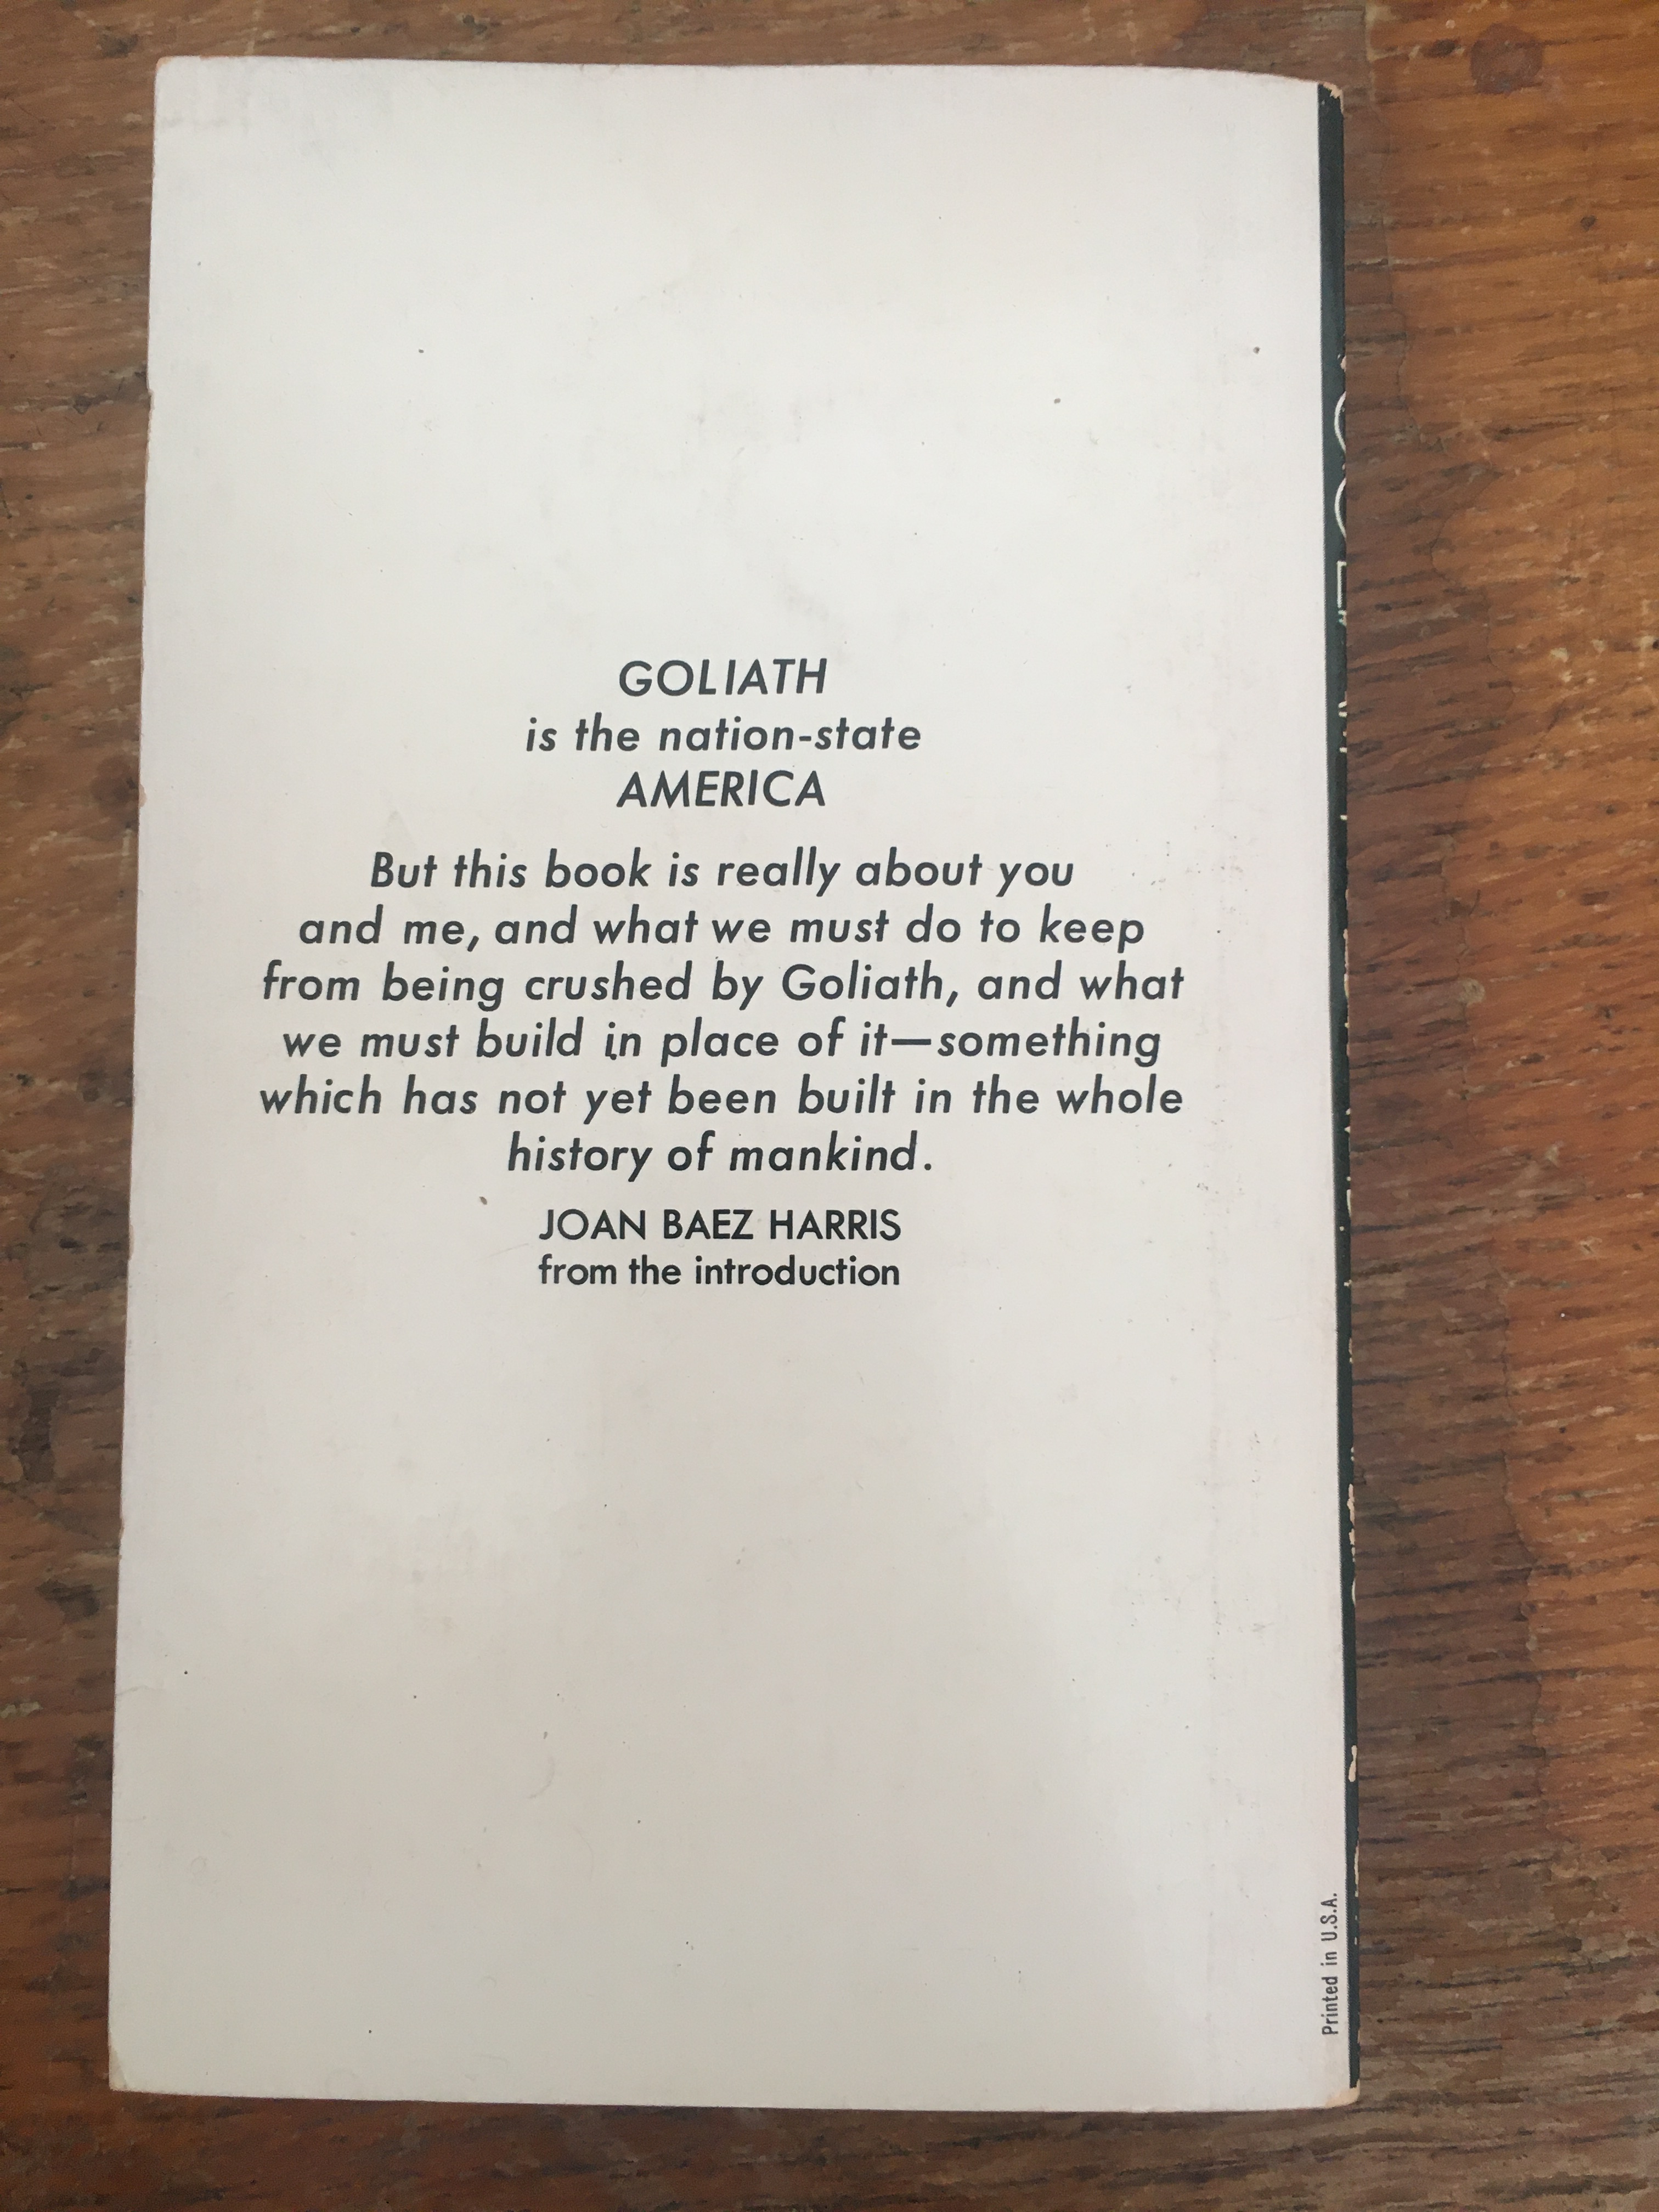 GOLIATH
is the nation-state
AMERICA
But this book is really about you
and me, and what we must do to keep
from being crushed by Goliath, and what
we must build in place of it—something
which has not yet been built in the whole
history of mankind.
JOAN BAEZ HARRIS
from the introduction
Printed in U.S.A.